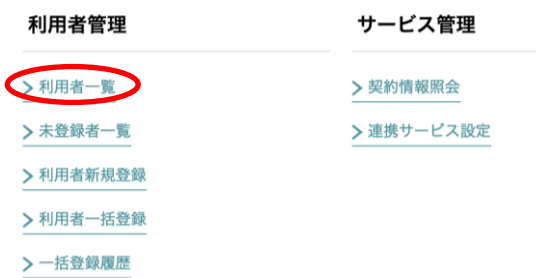 利用者管理
> 利用者一覧
> 未登録者一覧
> 利用者新規登録
> 利用者一括登録
> 一括登録履歴
サービス管理
> 契約情報照会
> 連携サービス設定